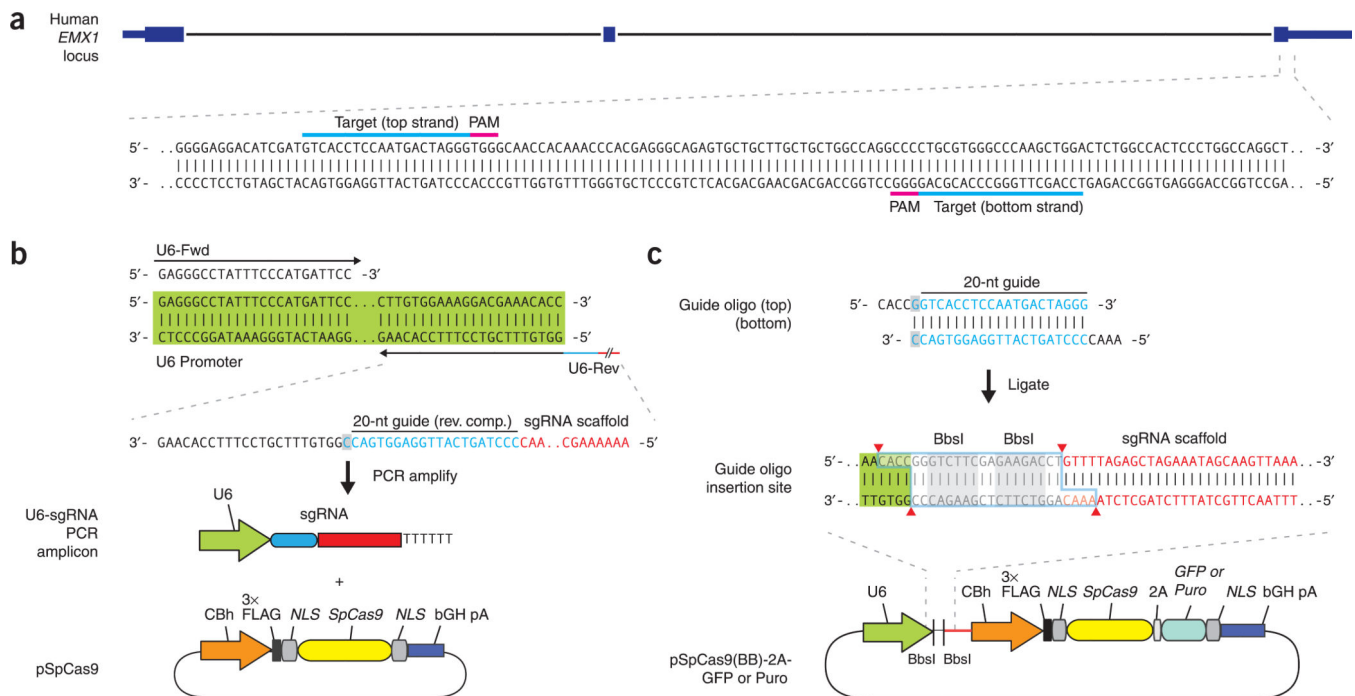 a
Human
EMX1
locus
Target (top strand) PAM
5′- ..GGGGAGGACATCGATGTCACCTCCAATGACTAGGGTGGGCAACCACAAACCCACGAGGGCAGAGTGCTGCTTGCTGCTGGCCAGGCCCCTGCGTGGGCCCAAGCTGGACTCTGGCCACTCCCTGGCCAGGCT.. -3′
3′- ..CCCCTCCTGTAGCTACAGTGGAGGTTACTGATCCCACCCGTTGGTGTTTGGGTGCTCCCGTCTCACGACGAACGACGACCGGTCCGGGGACGCACCCGGGTTCGACCTGAGACCGGTGAGGGACCGGTCCGA.. -5′
PAM Target (bottom strand)
b
U6-Fwd
5′- GAGGGCCTATTTCCCATGATTCC -3′
5′- GAGGGCCTATTTCCCATGATTCC...CTTGTGGAAAGGACGAAACACC -3′
3′- CTCCCGGATAAAGGGTACTAAGG...GAACACCTTTCCTGCTTTGTGG -5′
U6 Promoter
U6-Rev
20-nt guide (rev. comp.) sgRNA scaffold
3′- GAACACCTTTCCTGCTTTGTGGCCAGTGGAGGTTACTGATCCCCAA..CGAAAAAA -5′
PCR amplify
U6-sgRNA
PCR
amplicon
U6
sgRNA
TTTTTT
+
pSpCas9
CBh
3×
FLAG
NLS
SpCas9
NLS
bGH pA
c
20-nt guide
Guide oligo (top)
(bottom)
5′- CACCGGTCACCTCCAATGACTAGGG -3′
3′- CCAGTGGAGGTTACTGATCCCCAAA -5′
Ligate
BbsI BbsI sgRNA scaffold
Guide oligo
insertion site
5′-..AACACCGGGTCTTCGAGAAGACCTGTTTTAGAGCTAGAAATAGCAAGTTAAA..-3′
3′-..TTGTGGCCCAGAAGCTCTTCTGGACAAAATCTCGATCTTTATCGTTCAATTT..-5′
U6
CBh
3×
FLAG
NLS
SpCas9
2A
GFP or
Puro
NLS
bGH pA
BbsI BbsI
pSpCas9(BB)-2A-
GFP or Puro